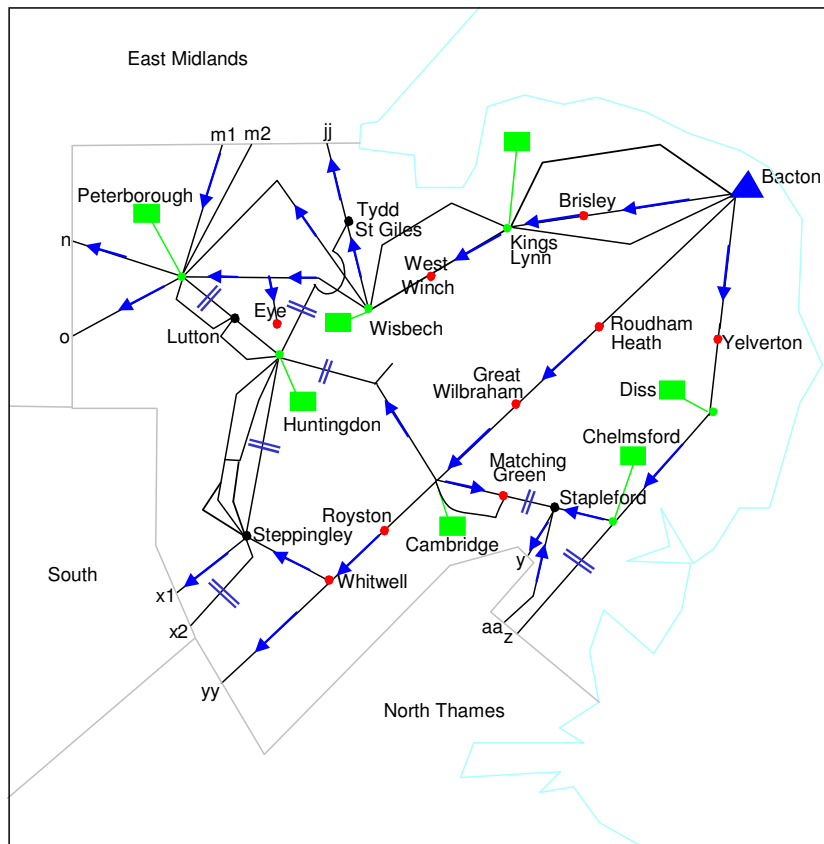 East Midlands
m1
m2
jj
Peterborough
Bacton
Brisley
Tydd
St Giles
n
Kings
Lynn
West
Winch
Eye
Wisbech
Lutton
o
Roudham
Heath
Yelverton
Great
Wilbraham
Diss
Huntingdon
Chelmsford
Matching
Green
Stapleford
Royston
Steppingley
Cambridge
South
y
Whitwell
x1
x2
aa
z
yy
North Thames